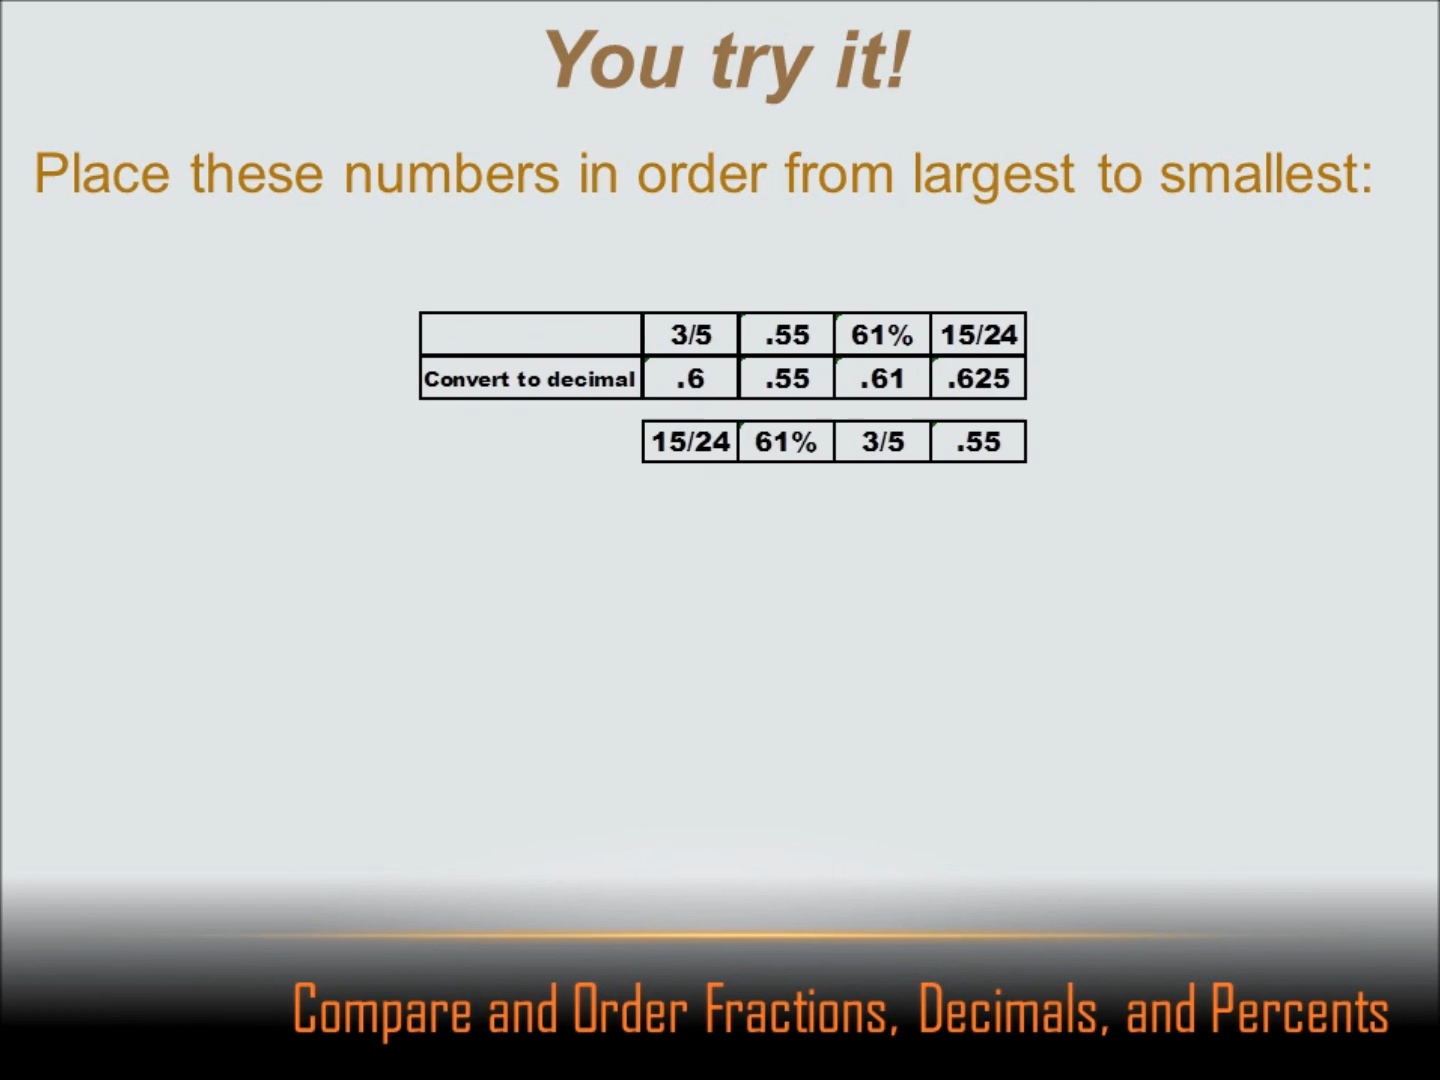 You try it!
Place these numbers in order from largest to smallest:
3/5 .55 61% 15/24
Convert to decimal .6 .55 .61 .625
15/24 61% 3/5 .55
Compare and Order Fractions, Decimals, and Percents